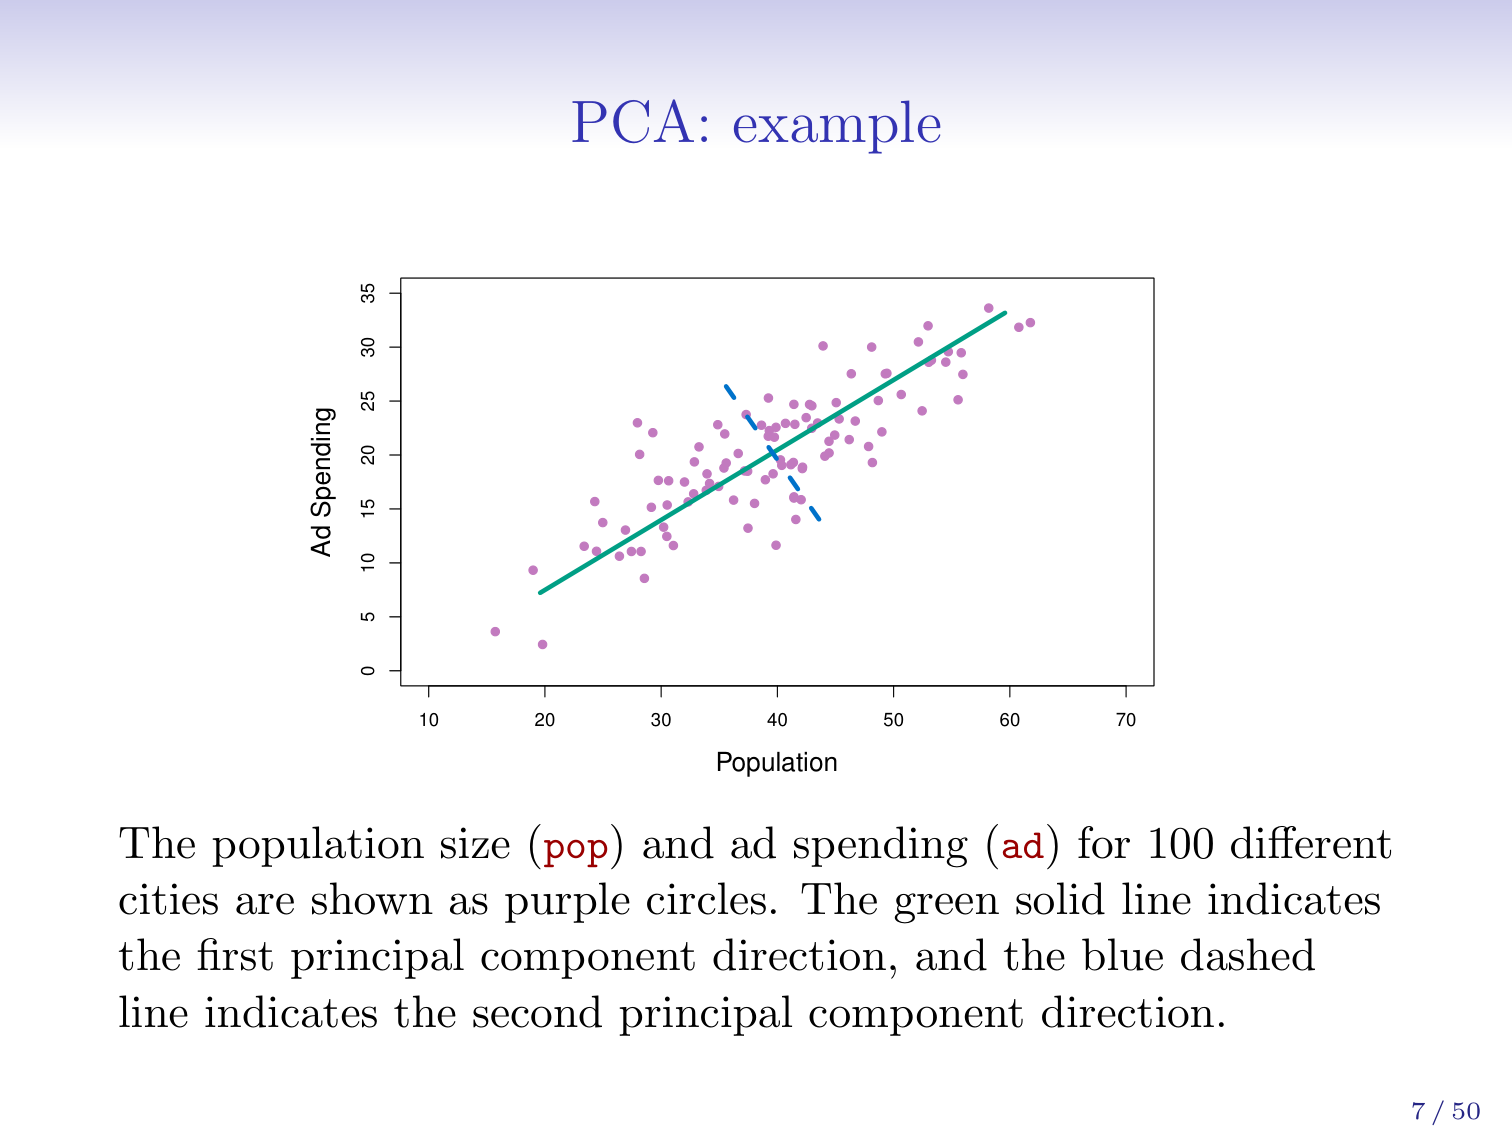 PCA: example
35
30
25
20
15
10
5
0
Ad Spending
10 20 30 40 50 60 70
Population
The population size (pop) and ad spending (ad) for 100 different
cities are shown as purple circles. The green solid line indicates
the first principal component direction, and the blue dashed
line indicates the second principal component direction.
7 / 50